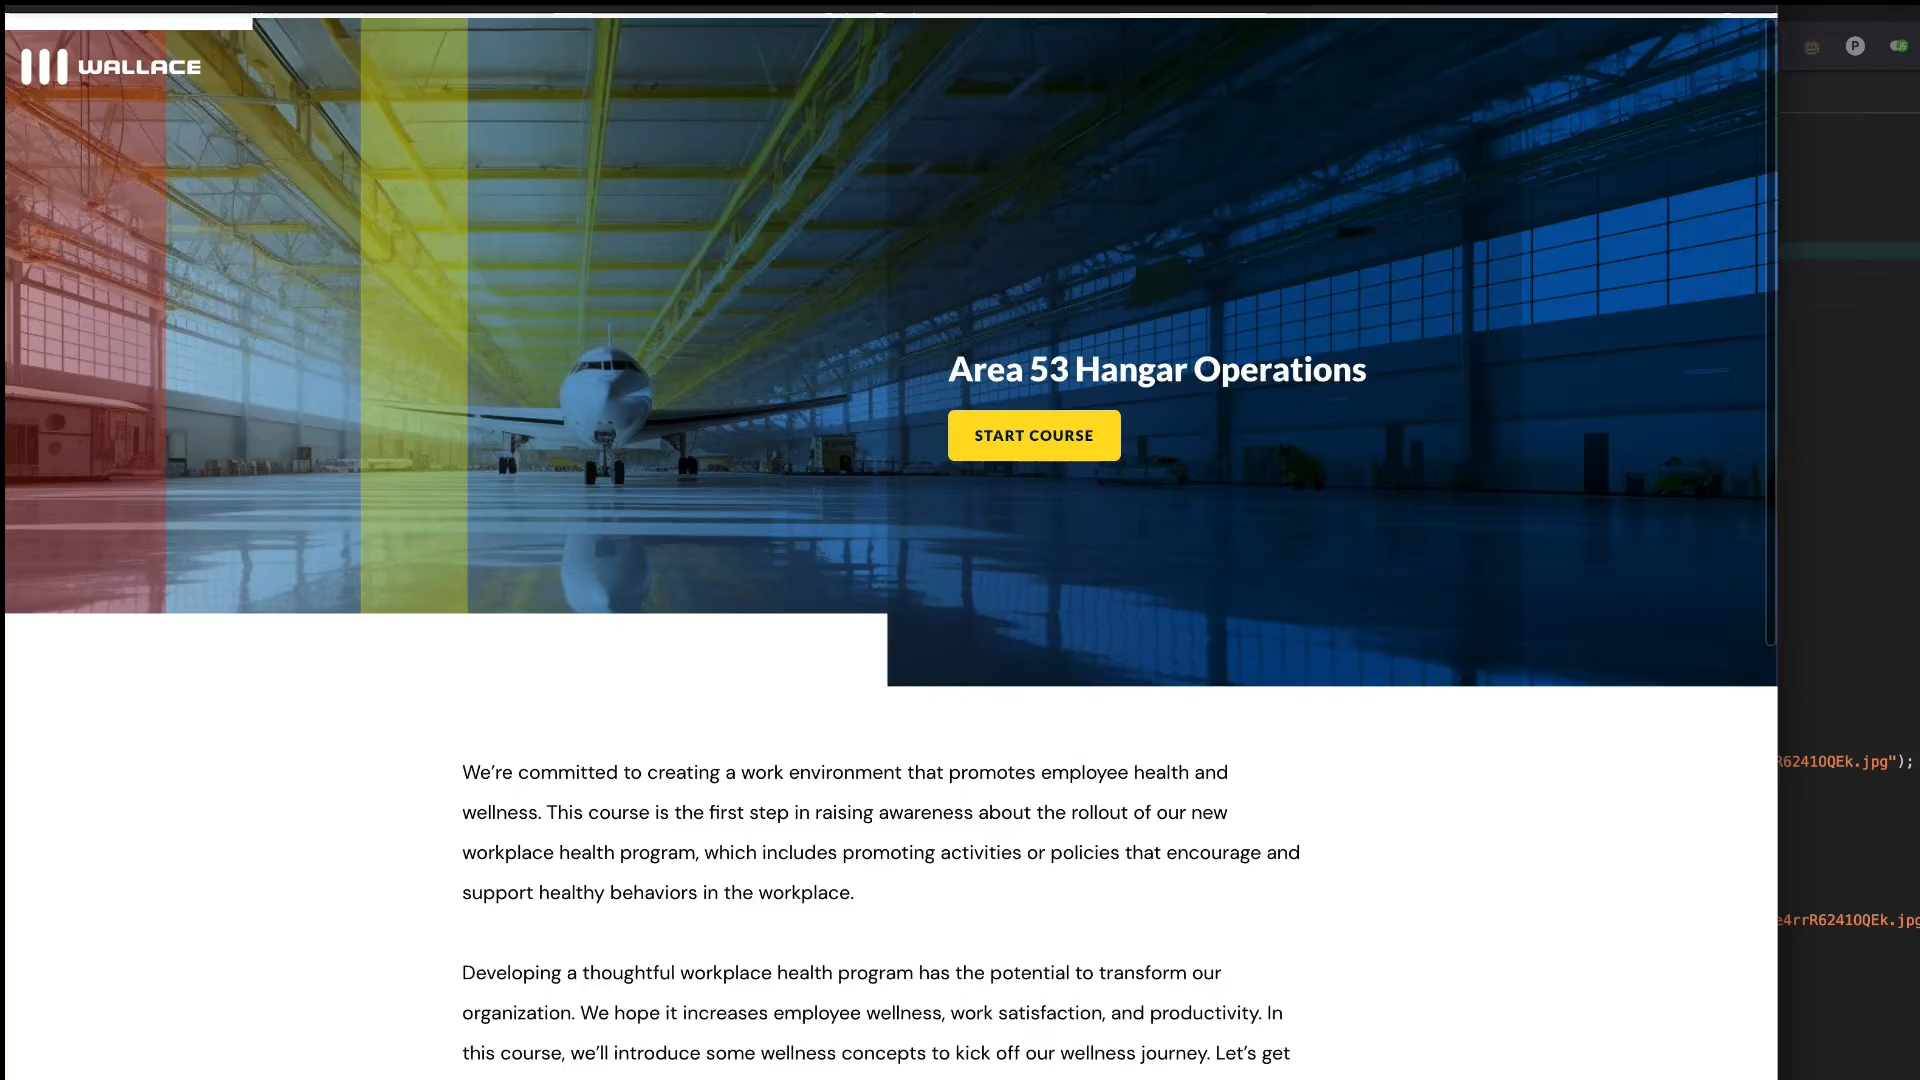 WALLACE
P
Area 53 Hangar Operations
START COURSE
We’re committed to creating a work environment that promotes employee health and
wellness. This course is the first step in raising awareness about the rollout of our new
workplace health program, which includes promoting activities or policies that encourage and
support healthy behaviors in the workplace.
R6241OQEk.jpg");
e4rrR6241OQEk.jpg
Developing a thoughtful workplace health program has the potential to transform our
organization. We hope it increases employee wellness, work satisfaction, and productivity. In
this course, we’ll introduce some wellness concepts to kick off our wellness journey. Let’s get